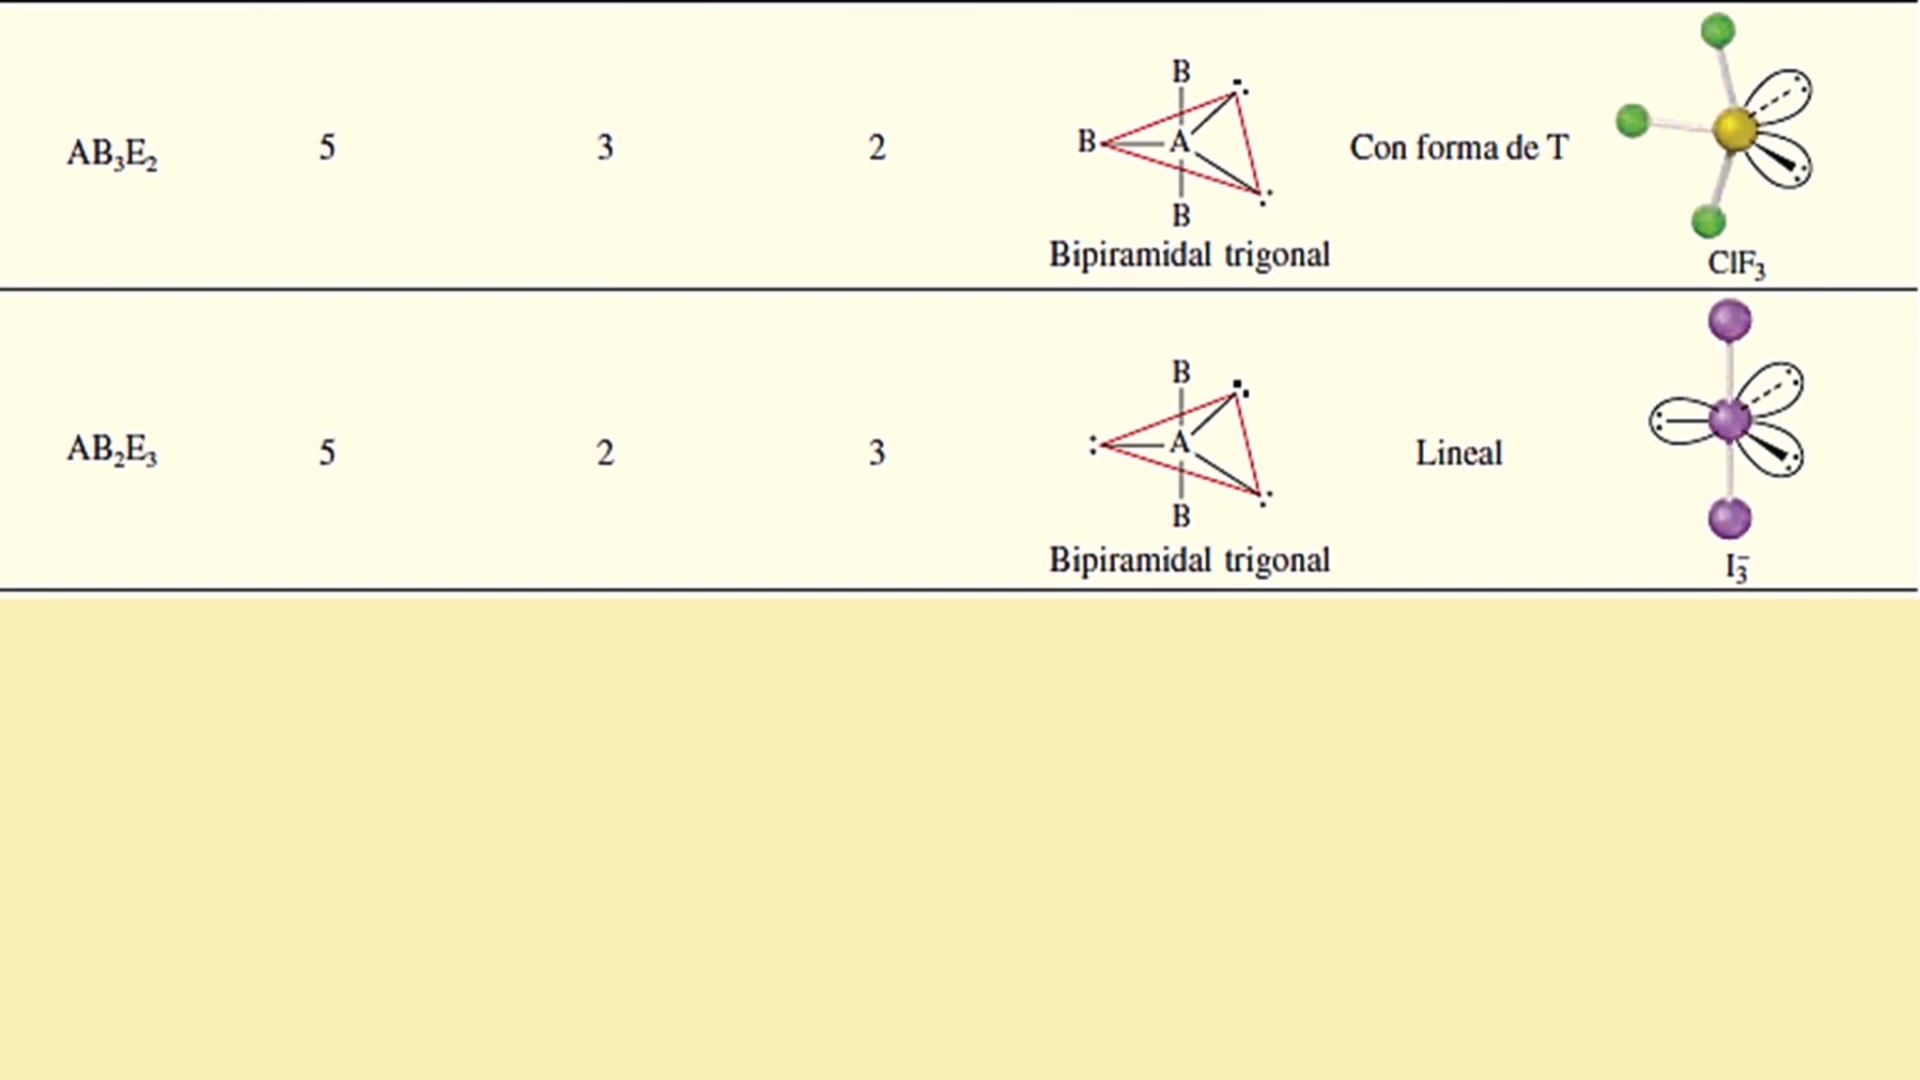 AB₃E₂ 5 3 2 Con forma de T
B
B A
B
Bipiramidal trigonal
ClF₃
AB₂E₃ 5 2 3 Lineal
B
A
B
Bipiramidal trigonal
I₃⁻